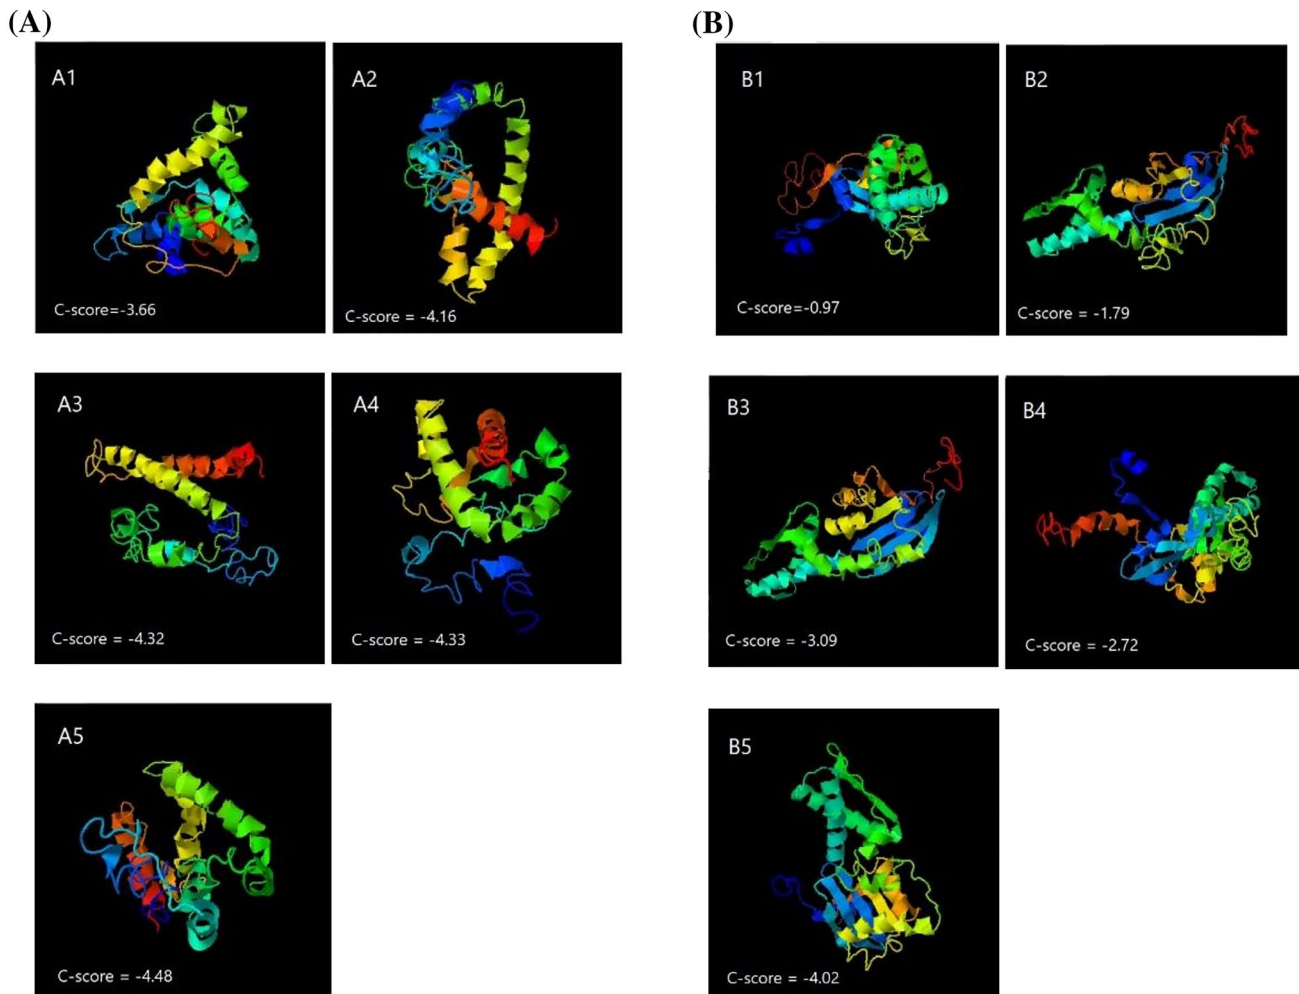 (A)
(B)
A1
C-score=-3.66
A2
C-score = -4.16
B1
C-score=-0.97
B2
C-score = -1.79
A3
C-score = -4.32
A4
C-score = -4.33
B3
C-score = -3.09
B4
C-score = -2.72
A5
C-score = -4.48
B5
C-score = -4.02